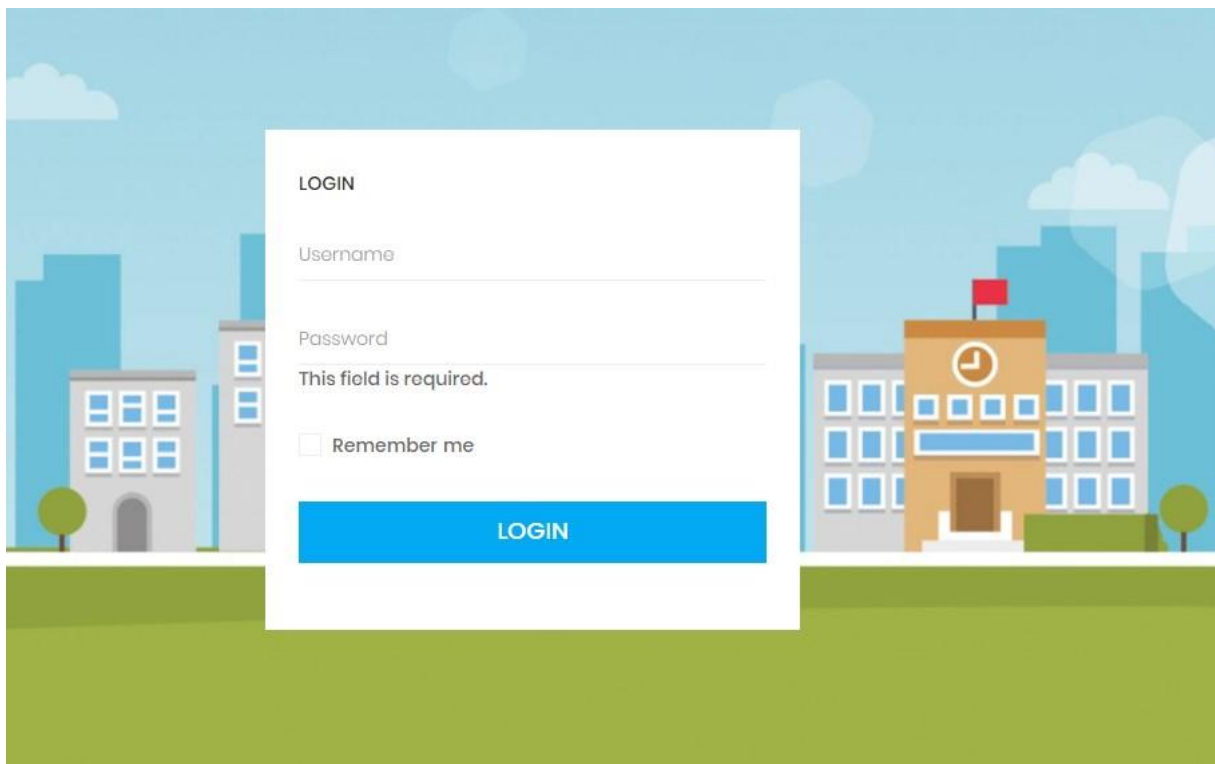 LOGIN
Username
Password
This field is required.
Remember me
LOGIN